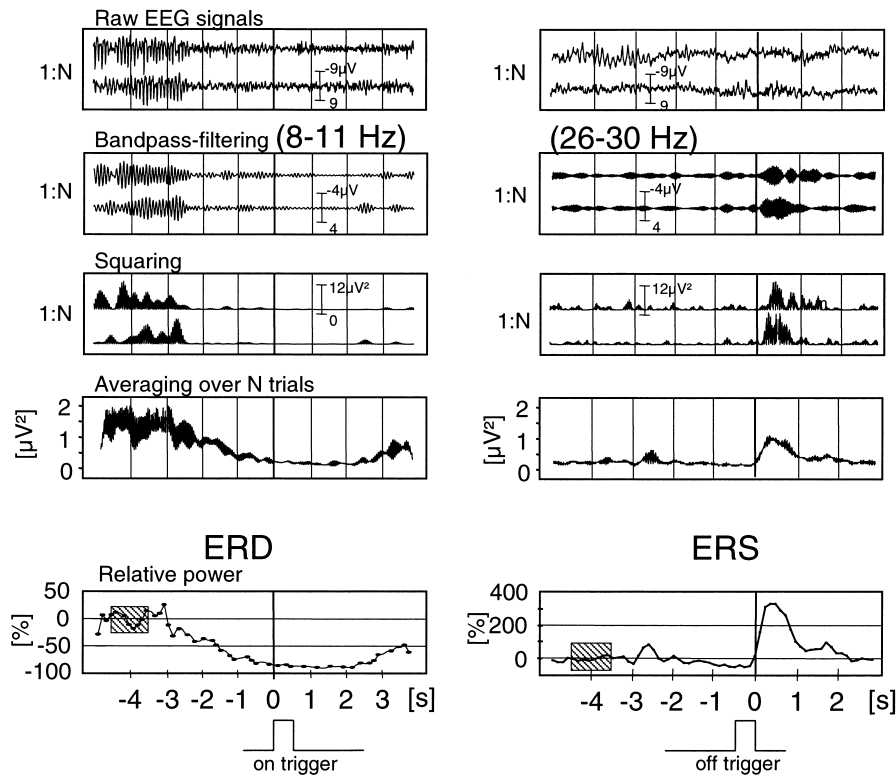 Raw EEG signals
1:N
-9µV
9
1:N
-9µV
9
Bandpass-filtering (8-11 Hz)
(26-30 Hz)
1:N
-4µV
4
1:N
-4µV
4
Squaring
1:N
12µV²
0
1:N
12µV²
Averaging over N trials
[µV²]
2
1
0
[µV²]
2
1
0
ERD
ERS
Relative power
[%]
50
0
-50
-100
[%]
400
200
0
-4 -3 -2 -1 0 1 2 3 [s]
-4 -3 -2 -1 0 1 2 [s]
on trigger
off trigger